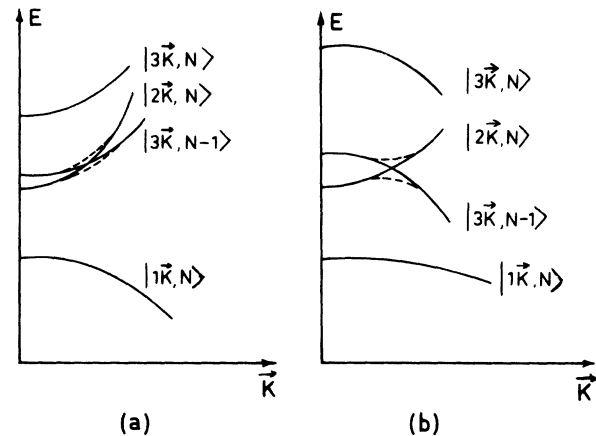 E
|3K⃗, N⟩
|2K⃗, N⟩
|3K⃗, N-1⟩
|1K⃗, N⟩
K⃗
(a)
E
|3K⃗, N⟩
|2K⃗, N⟩
|3K⃗, N-1⟩
|1K⃗, N⟩
K⃗
(b)